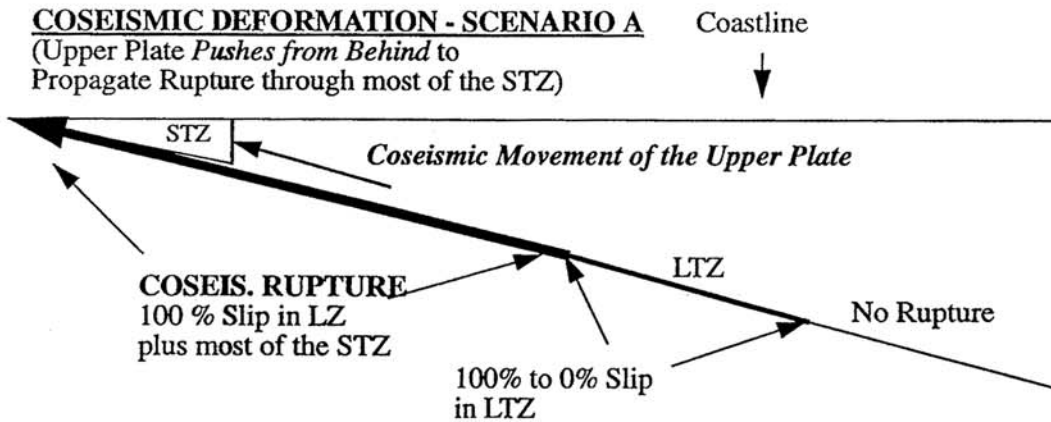 COSEISMIC DEFORMATION - SCENARIO A
(Upper Plate Pushes from Behind to
Propagate Rupture through most of the STZ)
Coastline
STZ
Coseismic Movement of the Upper Plate
COSEIS. RUPTURE
100 % Slip in LZ
plus most of the STZ
LTZ
No Rupture
100% to 0% Slip
in LTZ